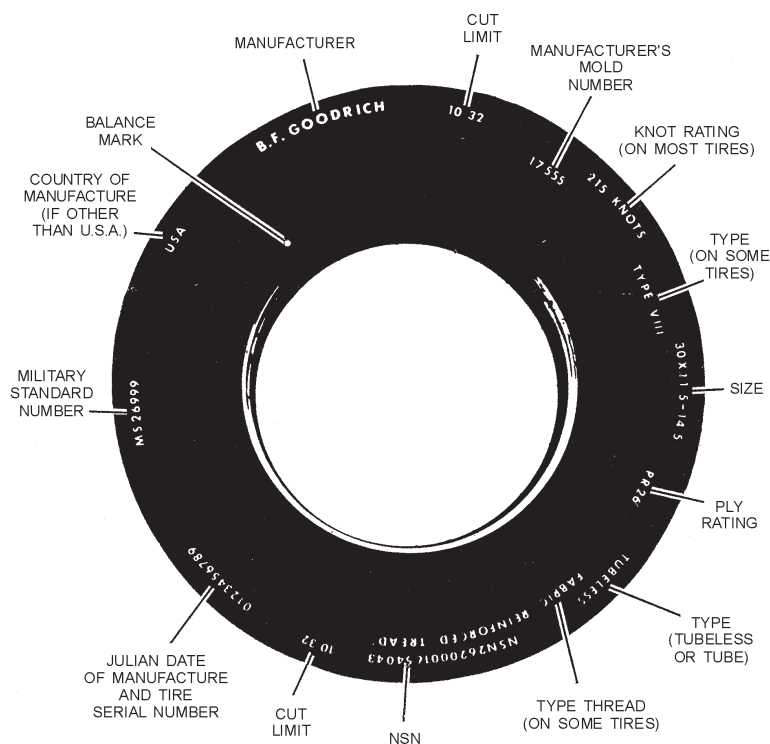 CUT
LIMIT
MANUFACTURER
MANUFACTURER'S
MOLD
NUMBER
BALANCE
MARK
B.F. GOODRICH
10 32
17555
KNOT RATING
(ON MOST TIRES)
215 KNOTS
COUNTRY OF
MANUFACTURE
(IF OTHER
THAN U.S.A.)
USA
TYPE
(ON SOME
TIRES)
TYPE VIII
MILITARY
STANDARD
NUMBER
MS26999
30X11 5-14 5
SIZE
PR26
PLY
RATING
TUBELESS
TYPE
(TUBELESS
OR TUBE)
FABRIC REINFORCED TREAD
TYPE THREAD
(ON SOME TIRES)
0123456789
JULIAN DATE
OF MANUFACTURE
AND TIRE
SERIAL NUMBER
10 32
CUT
LIMIT
NSN